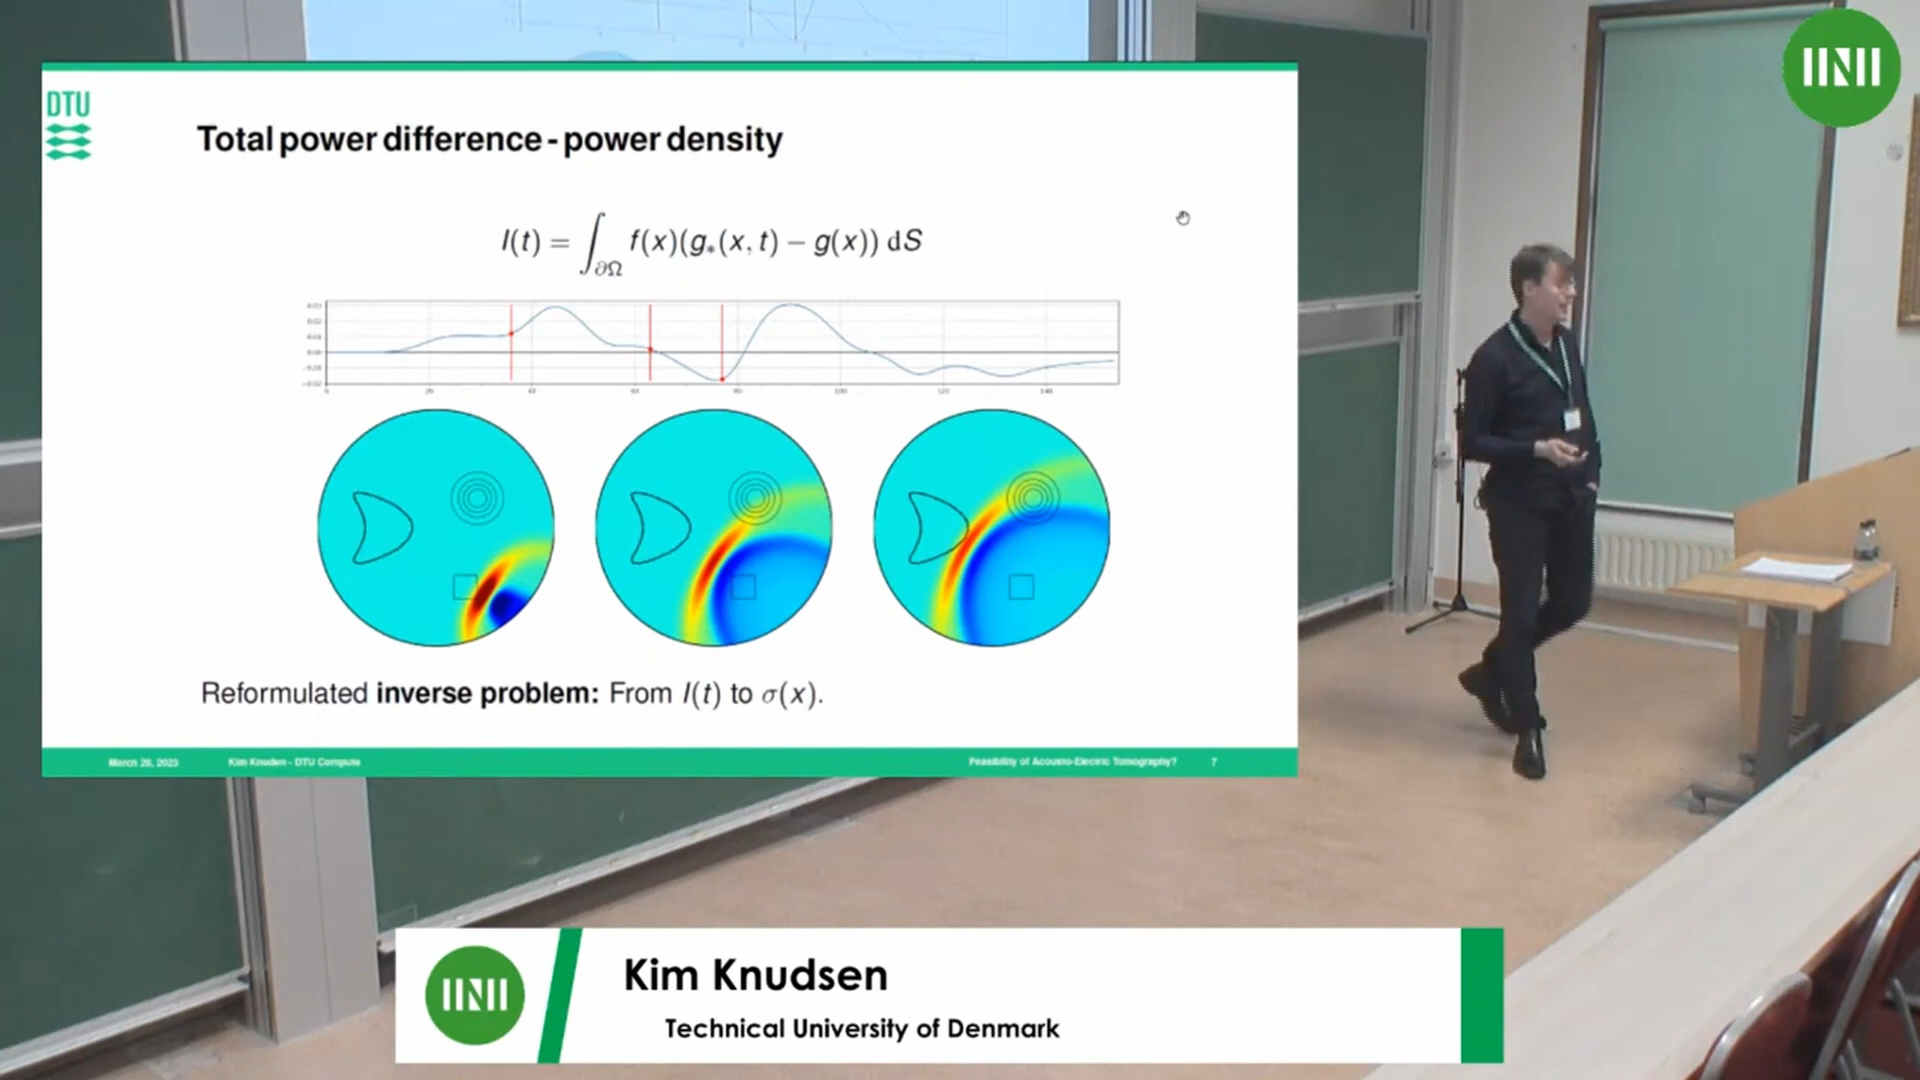 DTU
Total power difference - power density
I(t) = ∫∂Ω f(x)(g*(x, t) − g(x)) dS
Reformulated inverse problem: From I(t) to σ(x).
March 28, 2023 Kim Knuden - DTU Compute Feasibility of Acousto-Electric Tomography? 7
INI
Kim Knudsen
Technical University of Denmark
INI